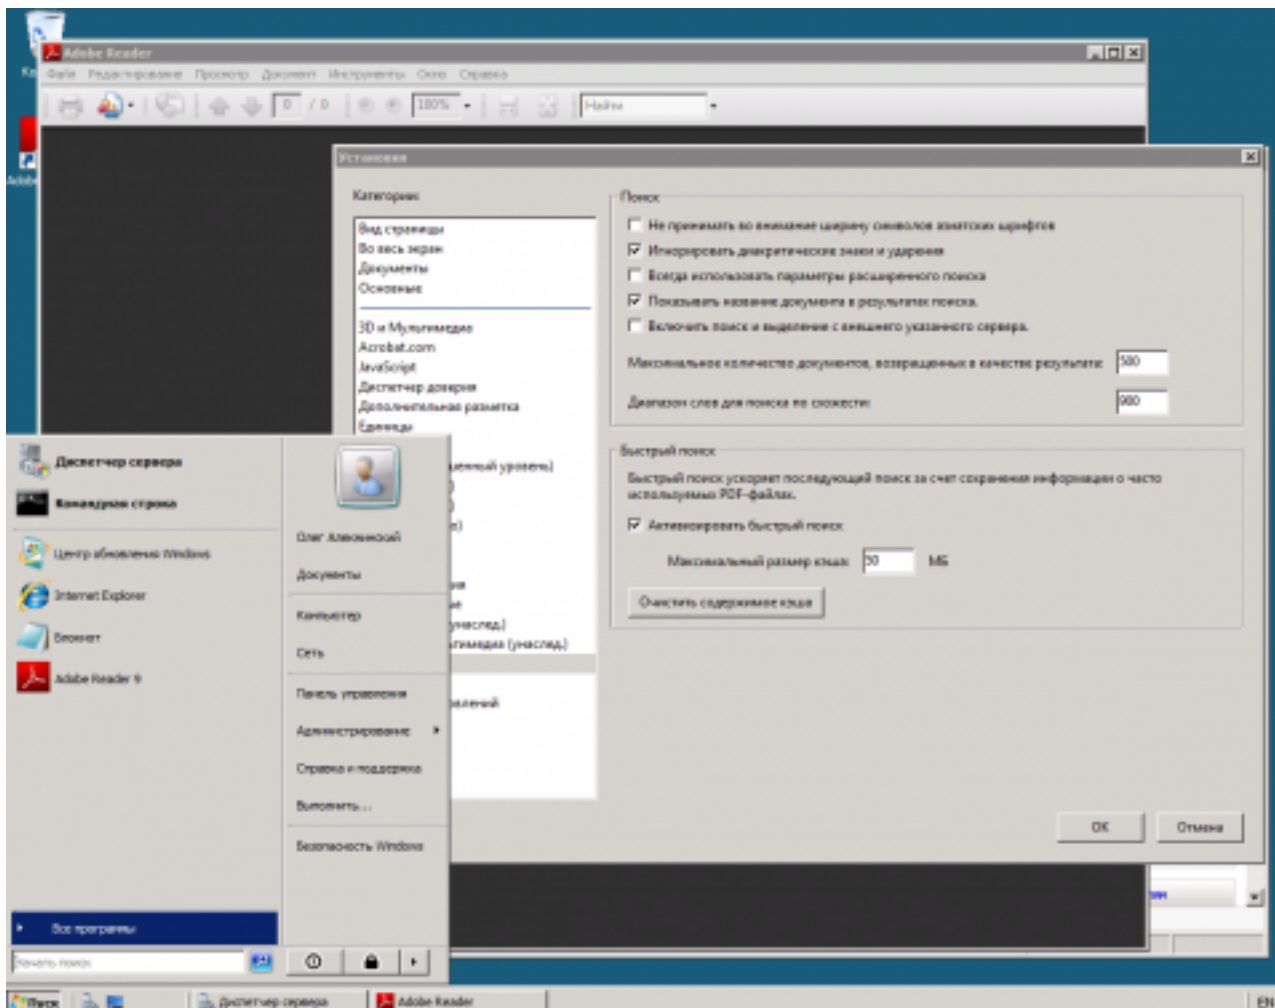 Adobe Reader
Файл Редактирование Просмотр Документ Инструменты Окно Справка
0 / 0 100% Найти
Установки
Категории:
Вид страницы
Во весь экран
Документы
Основные
3D и Мультимедиа
Acrobat.com
JavaScript
Диспетчер доверия
Дополнительная разметка
Единицы
уровень)
(унаслед.)
Поиск
Не принимать во внимание ширину символов азиатских шрифтов
Игнорировать диакритические знаки и ударения
Всегда использовать параметры расширенного поиска
Показывать название документа в результатах поиска.
Включить поиск и выделение с внешнего указанного сервера.
Максимальное количество документов, возвращенных в качестве результата: 500
Диапазон слов для поиска по схожести: 900
Быстрый поиск
Быстрый поиск ускоряет последующий поиск за счет сохранения информации о часто
используемых PDF-файлах.
Активизировать быстрый поиск
Максимальный размер кэша: МБ
Очистить содержимое кэша
OK Отмена
Диспетчер сервера
Командная строка
Центр обновления Windows
Internet Explorer
Блокнот
Adobe Reader 9
Все программы
Начать поиск
Олег
Документы
Компьютер
Сеть
Панель управления
Администрирование
Справка и поддержка
Выполнить...
Безопасность Windows
Пуск Диспетчер сервера Adobe Reader EN